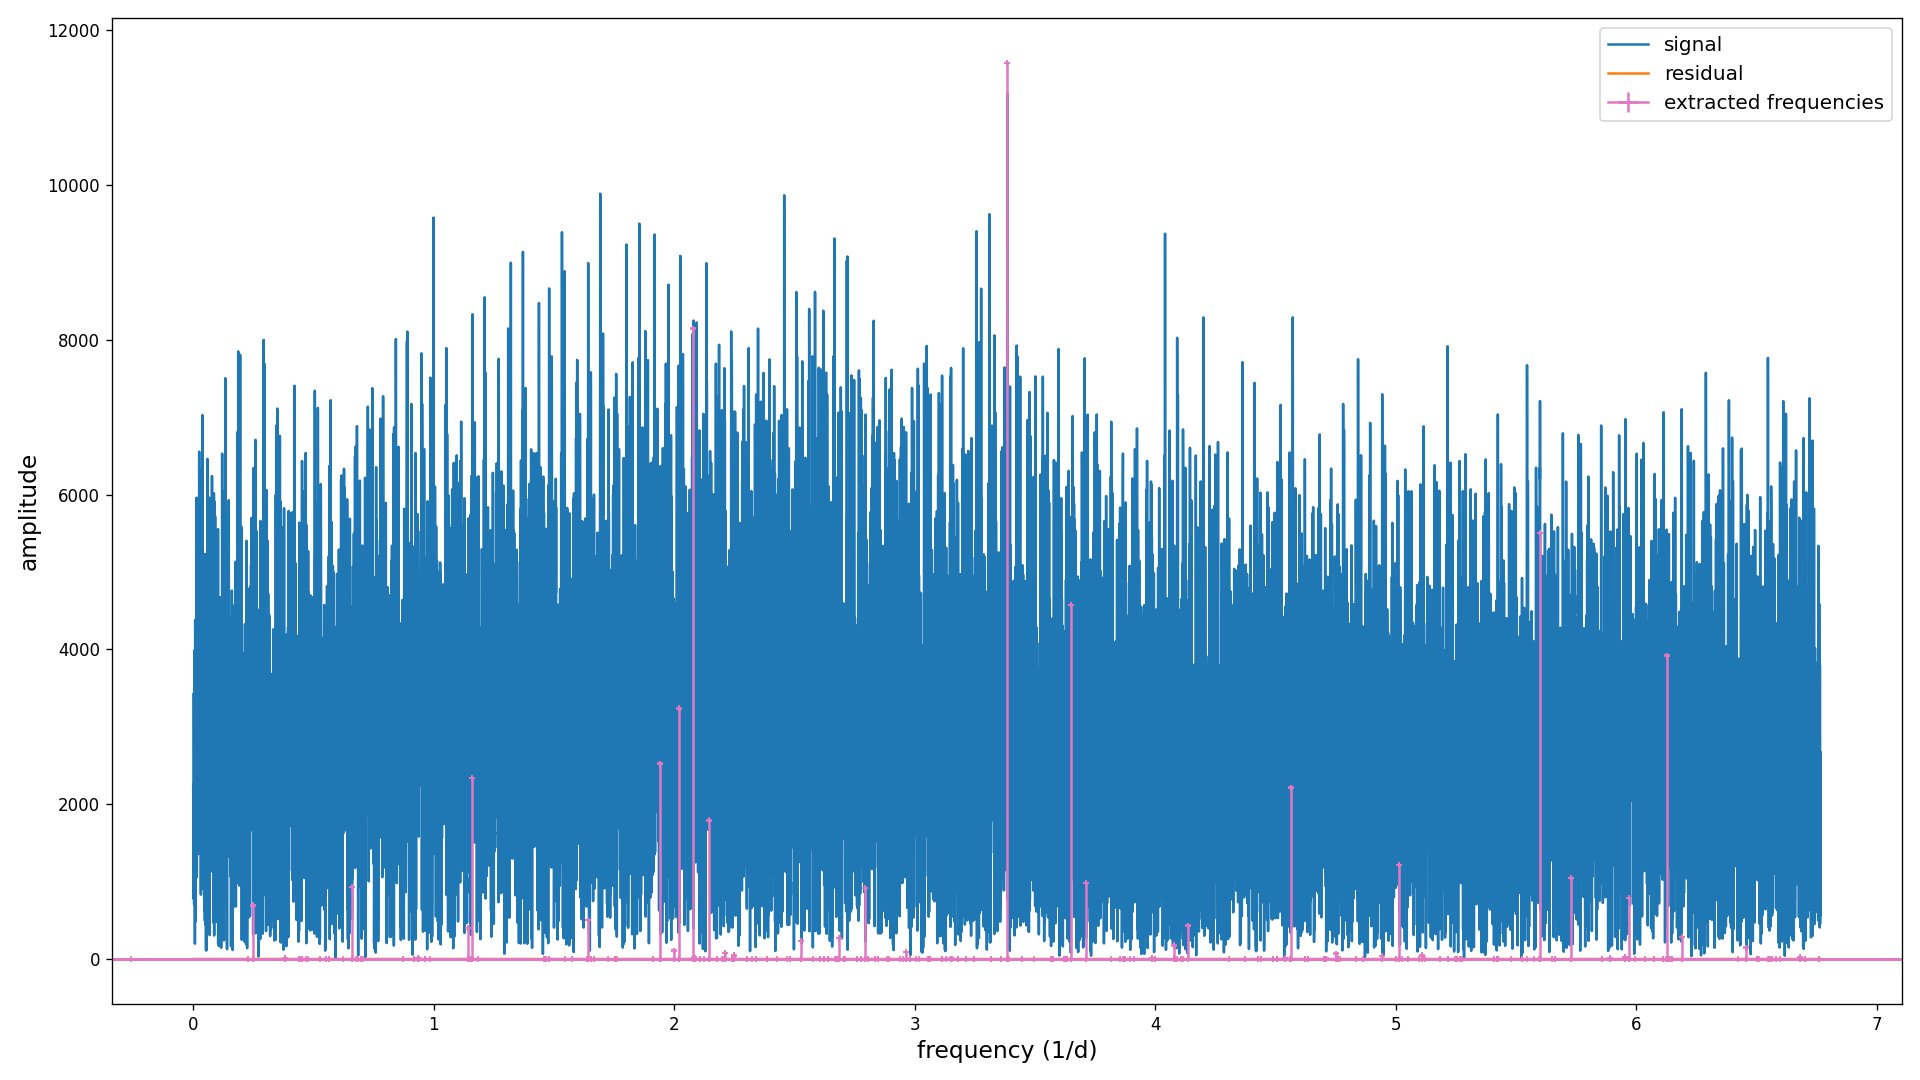 12000
10000
8000
6000
4000
2000
0
amplitude
signal
residual
extracted frequencies
0 1 2 3 4 5 6 7
frequency (1/d)